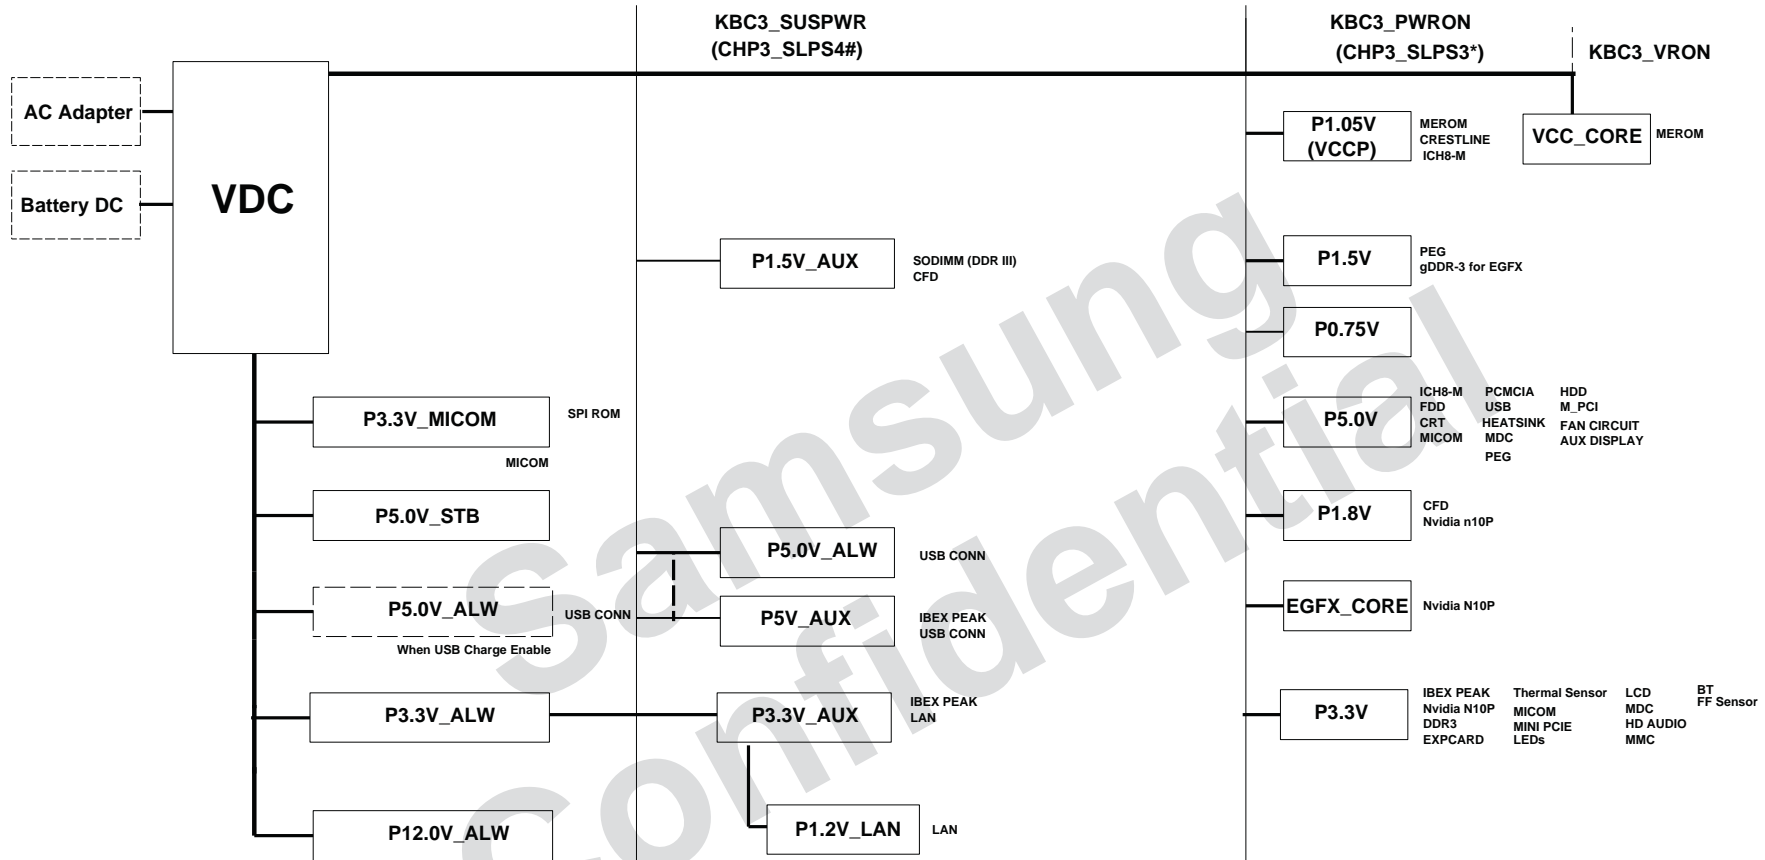 KBC3_SUSPWR
(CHP3_SLPS4#)
KBC3_PWRON
(CHP3_SLPS3*)
KBC3_VRON
AC Adapter
Battery DC
VDC
P1.05V
(VCCP)
MEROM
CRESTLINE
ICH8-M
VCC_CORE
MEROM
P1.5V_AUX
SODIMM (DDR III)
CFD
P1.5V
PEG
gDDR-3 for EGFX
P0.75V
P3.3V_MICOM
SPI ROM
MICOM
P5.0V
ICH8-M PCMCIA HDD
FDD USB M_PCI
CRT HEATSINK FAN CIRCUIT
MICOM MDC AUX DISPLAY
PEG
P5.0V_STB
P1.8V
CFD
Nvidia n10P
P5.0V_ALW
USB CONN
P5.0V_ALW
USB CONN
When USB Charge Enable
P5V_AUX
IBEX PEAK
USB CONN
EGFX_CORE
Nvidia N10P
P3.3V_ALW
P3.3V_AUX
IBEX PEAK
LAN
P3.3V
IBEX PEAK Thermal Sensor LCD BT
Nvidia N10P MICOM MDC FF Sensor
DDR3 MINI PCIE HD AUDIO
EXPCARD LEDs MMC
P12.0V_ALW
P1.2V_LAN
LAN
Samsung
Confidential